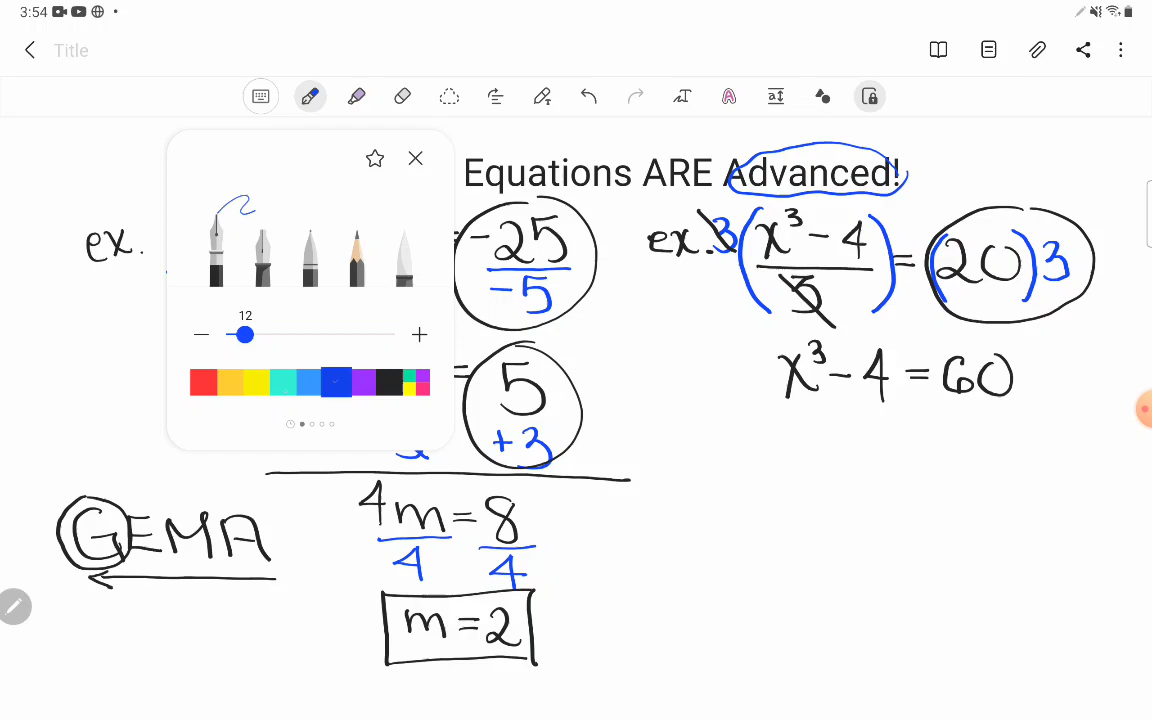 3:54
Title
Equations ARE Advanced!
ex.
= -25
-5
= 5
+3
4m = 8
4 4
m = 2
GEMA
ex. 3(x³ - 4 / 3) = (20)3
x³ - 4 = 60
12